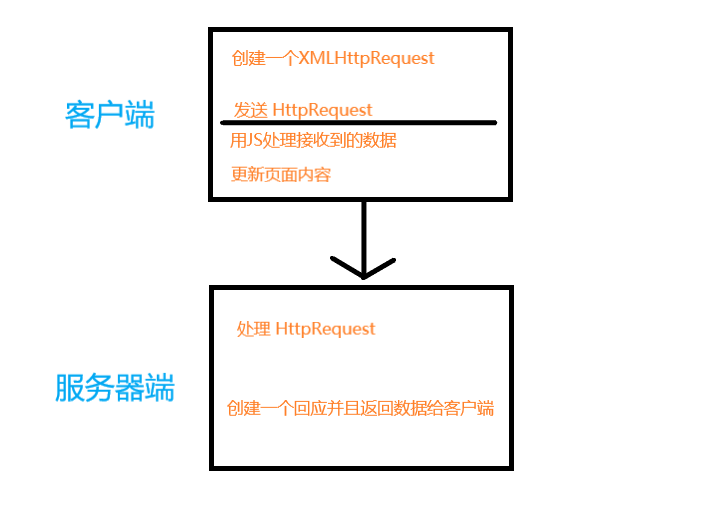 创建一个XMLHttpRequest
客户端
发送 HttpRequest
用JS处理接收到的数据
更新页面内容
处理 HttpRequest
服务器端
创建一个回应并且返回数据给客户端